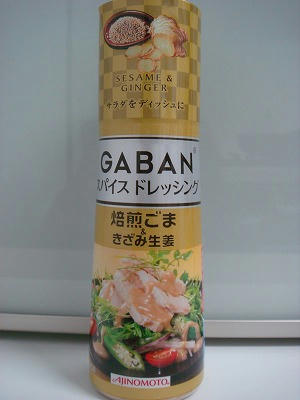 SESAME &
GINGER
サラダをディッシュに
GABAN®
スパイス ドレッシング
焙煎ごま
&
きざみ生姜
AJINOMOTO®